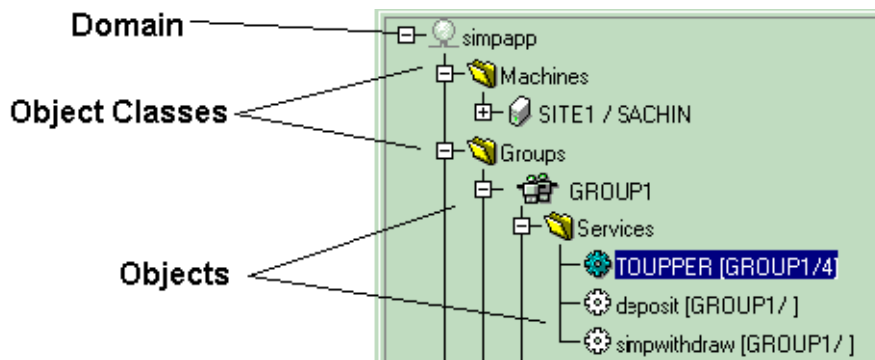 Domain
simpapp
Machines
Object Classes
SITE1 / SACHIN
Groups
GROUP1
Services
Objects
TOUPPER [GROUP1/4]
deposit [GROUP1/ ]
simpwithdraw [GROUP1/ ]